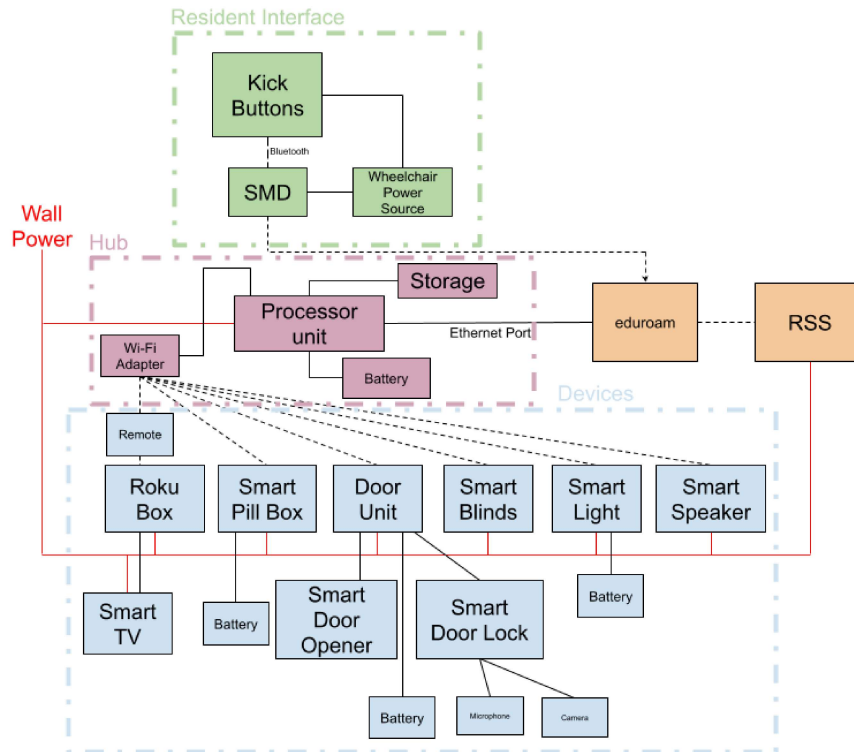 Resident Interface
Kick
Buttons
Bluetooth
SMD
Wheelchair
Power
Source
Wall
Power
Hub
Storage
Processor
unit
Ethernet Port
eduroam
RSS
Wi-Fi
Adapter
Battery
Devices
Remote
Roku
Box
Smart
Pill Box
Door
Unit
Smart
Blinds
Smart
Light
Smart
Speaker
Smart
TV
Battery
Smart
Door
Opener
Smart
Door Lock
Battery
Battery
Microphone
Camera